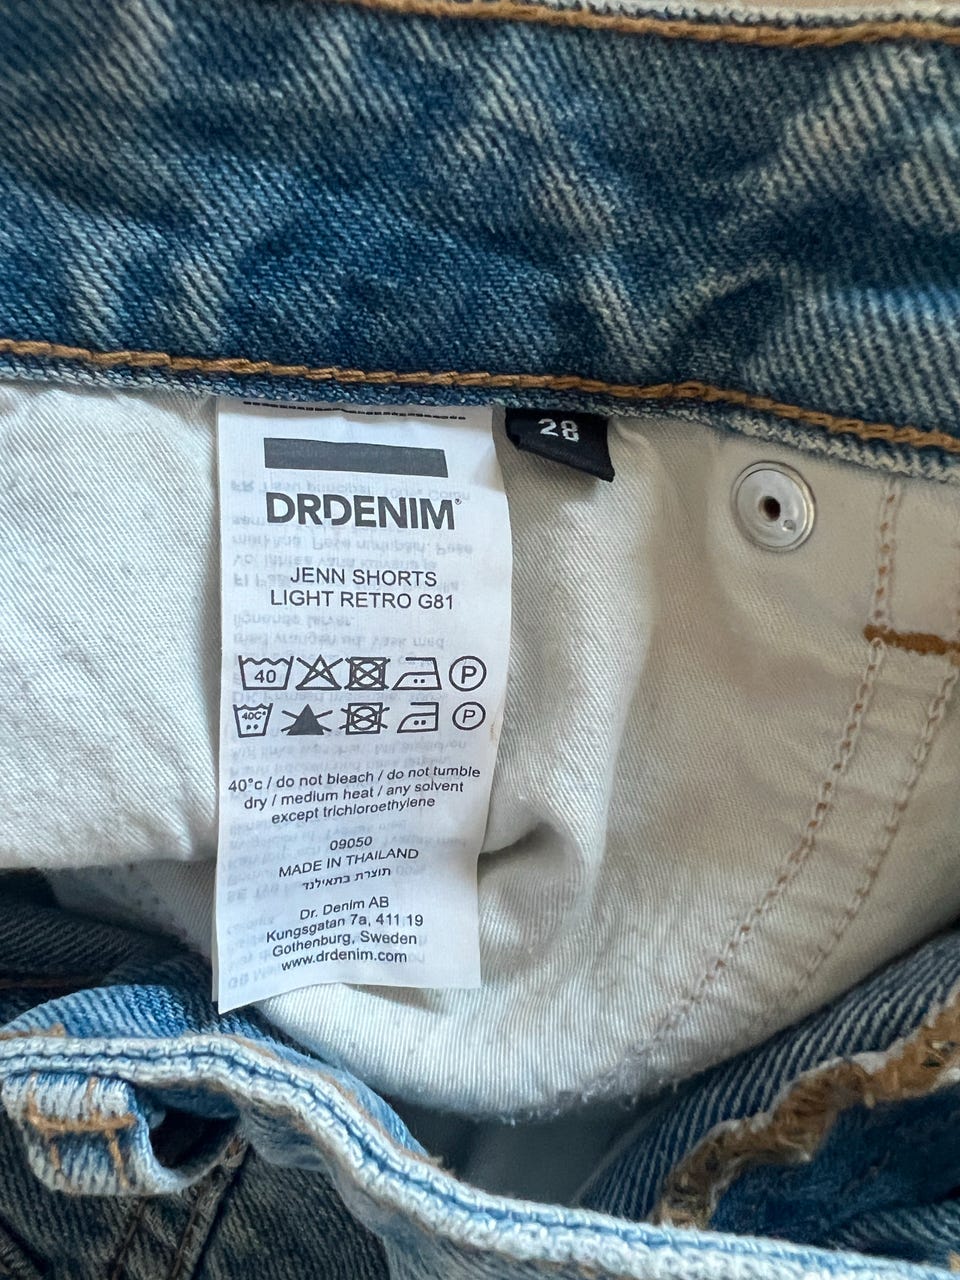 28
DRDENIM®
JENN SHORTS
LIGHT RETRO G81
40 P
40C° P
40°c / do not bleach / do not tumble
dry / medium heat / any solvent
except trichloroethylene
09050
MADE IN THAILAND
תוצרת בתאילנד
Dr. Denim AB
Kungsgatan 7a, 411 19
Gothenburg, Sweden
www.drdenim.com